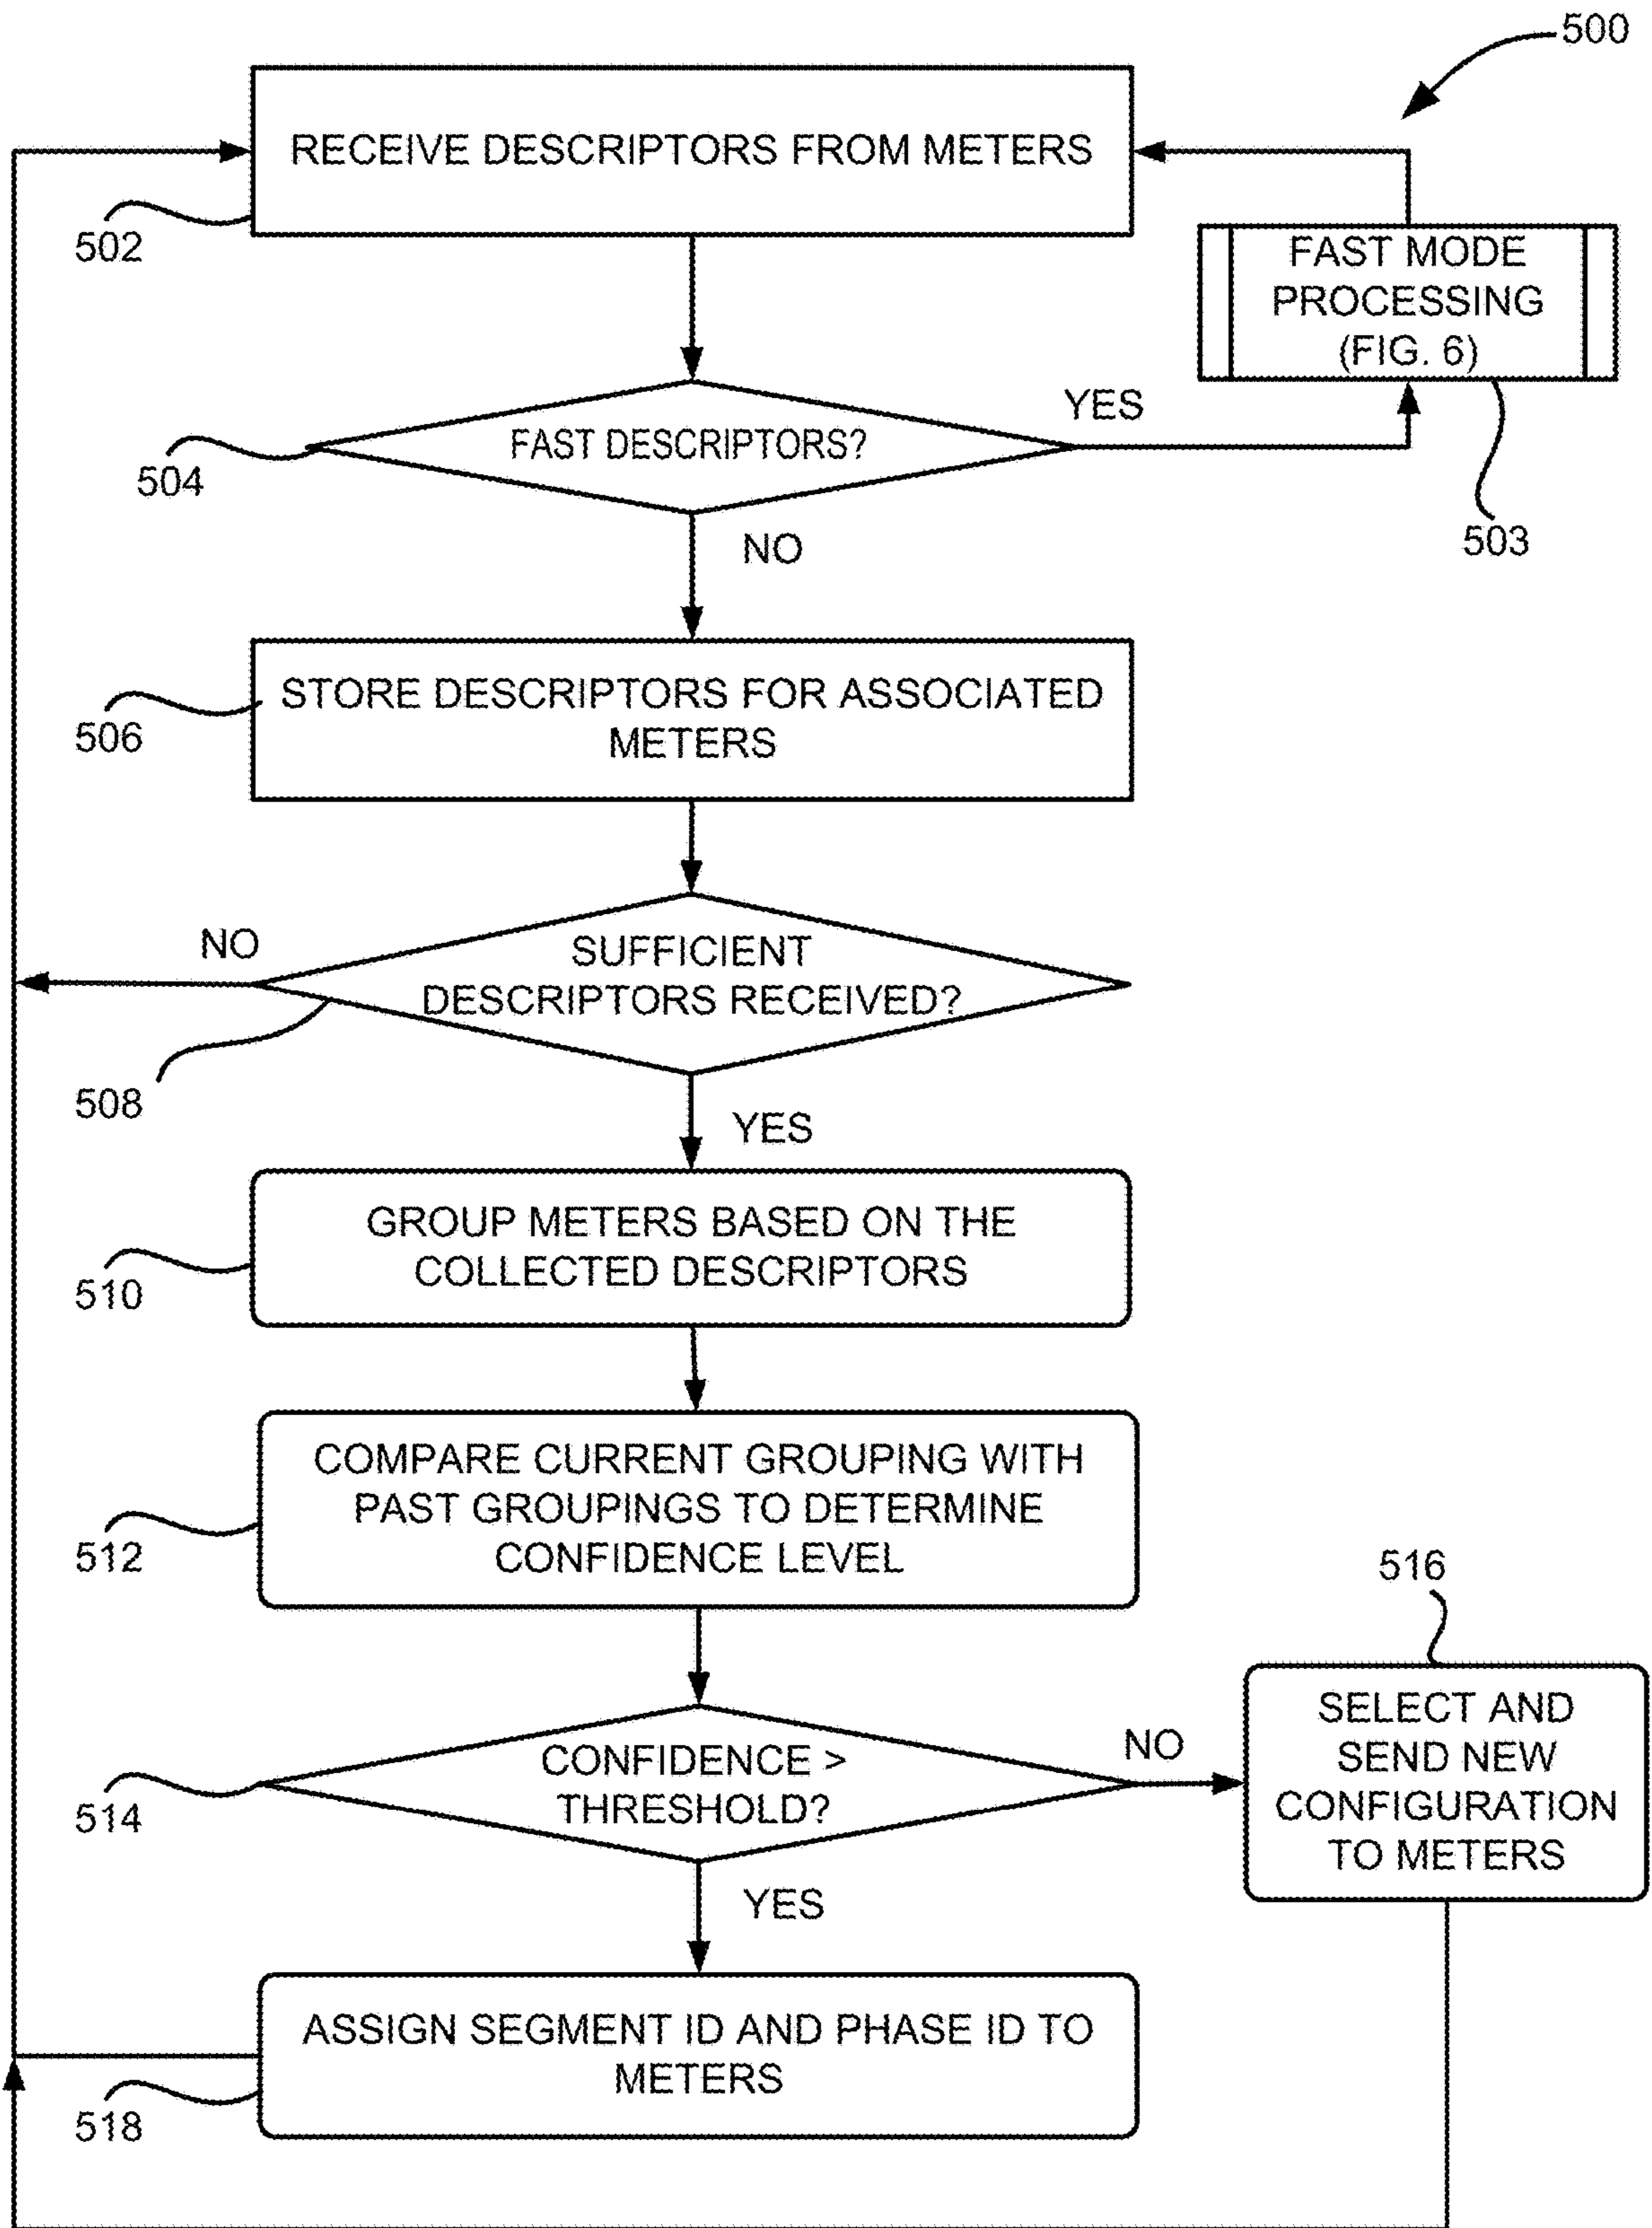 500
RECEIVE DESCRIPTORS FROM METERS
502
FAST MODE
PROCESSING
(FIG. 6)
503
FAST DESCRIPTORS?
YES
504
NO
STORE DESCRIPTORS FOR ASSOCIATED
METERS
506
NO
SUFFICIENT
DESCRIPTORS RECEIVED?
508
YES
GROUP METERS BASED ON THE
COLLECTED DESCRIPTORS
510
COMPARE CURRENT GROUPING WITH
PAST GROUPINGS TO DETERMINE
CONFIDENCE LEVEL
512
CONFIDENCE >
THRESHOLD?
514
NO
516
SELECT AND
SEND NEW
CONFIGURATION
TO METERS
YES
ASSIGN SEGMENT ID AND PHASE ID TO
METERS
518